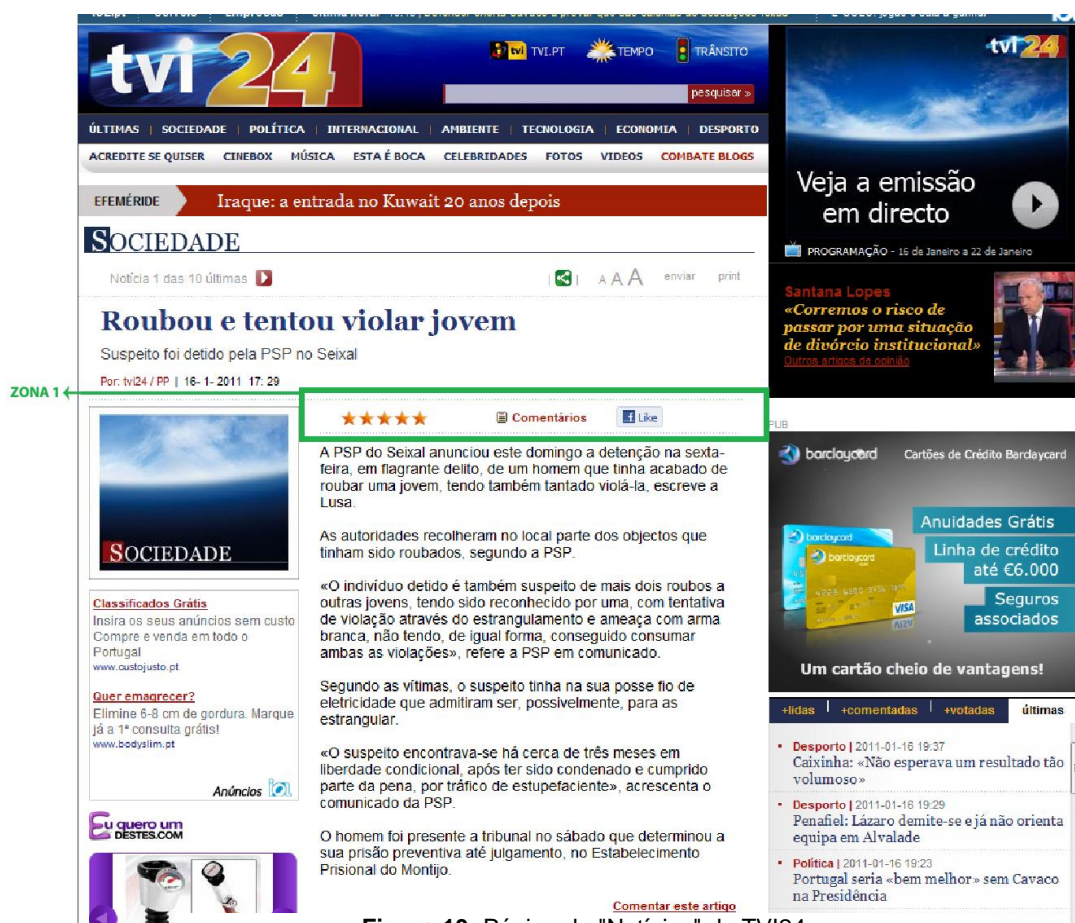 tvi 24
tvi TVI.PT TEMPO TRÂNSITO
pesquisar »
ÚLTIMAS | SOCIEDADE | POLÍTICA | INTERNACIONAL | AMBIENTE | TECNOLOGIA | ECONOMIA | DESPORTO
ACREDITE SE QUISER CINEBOX MÚSICA ESTA É BOCA CELEBRIDADES FOTOS VIDEOS COMBATE BLOGS
EFEMÉRIDE Iraque: a entrada no Kuwait 20 anos depois
SOCIEDADE
Notícia 1 das 10 últimas | | A A A enviar print
Roubou e tentou violar jovem
Suspeito foi detido pela PSP no Seixal
Por: tvi24 / PP | 16- 1- 2011 17: 29
ZONA 1
Comentários Like
SOCIEDADE
A PSP do Seixal anunciou este domingo a detenção na sexta-
feira, em flagrante delito, de um homem que tinha acabado de
roubar uma jovem, tendo também tantado violá-la, escreve a
Lusa.
As autoridades recolheram no local parte dos objectos que
tinham sido roubados, segundo a PSP.
«O indivíduo detido é também suspeito de mais dois roubos a
outras jovens, tendo sido reconhecido por uma, com tentativa
de violação através do estrangulamento e ameaça com arma
branca, não tendo, de igual forma, conseguido consumar
ambas as violações», refere a PSP em comunicado.
Segundo as vítimas, o suspeito tinha na sua posse fio de
eletricidade que admitiram ser, possivelmente, para as
estrangular.
«O suspeito encontrava-se há cerca de três meses em
liberdade condicional, após ter sido condenado e cumprido
parte da pena, por tráfico de estupefaciente», acrescenta o
comunicado da PSP.
O homem foi presente a tribunal no sábado que determinou a
sua prisão preventiva até julgamento, no Estabelecimento
Prisional do Montijo.
Comentar este artigo
Classificados Grátis
Insira os seus anúncios sem custo
Compre e venda em todo o
Portugal
www.custojusto.pt
Quer emagrecer?
Elimine 6-8 cm de gordura. Marque
já a 1ª consulta grátis!
www.bodyslim.pt
Anúncios iol
Eu quero um
DESTES.COM
tvi 24
Veja a emissão
em directo
PROGRAMAÇÃO - 16 de Janeiro a 22 de Janeiro
Santana Lopes
«Corremos o risco de
passar por uma situação
de divórcio institucional»
Outros artigos de opinião
PUB
barclaycard Cartões de Crédito Barclaycard
Anuidades Grátis
Linha de crédito
até €6.000
Seguros
associados
barclaycard
barclaycard
VISA
Um cartão cheio de vantagens!
+lidas | +comentadas | +votadas últimas
Desporto | 2011-01-16 19:37
Caixinha: «Não esperava um resultado tão
volumoso»
Desporto | 2011-01-16 19:29
Penafiel: Lázaro demite-se e já não orienta
equipa em Alvalade
Política | 2011-01-16 19:23
Portugal seria «bem melhor» sem Cavaco
na Presidência